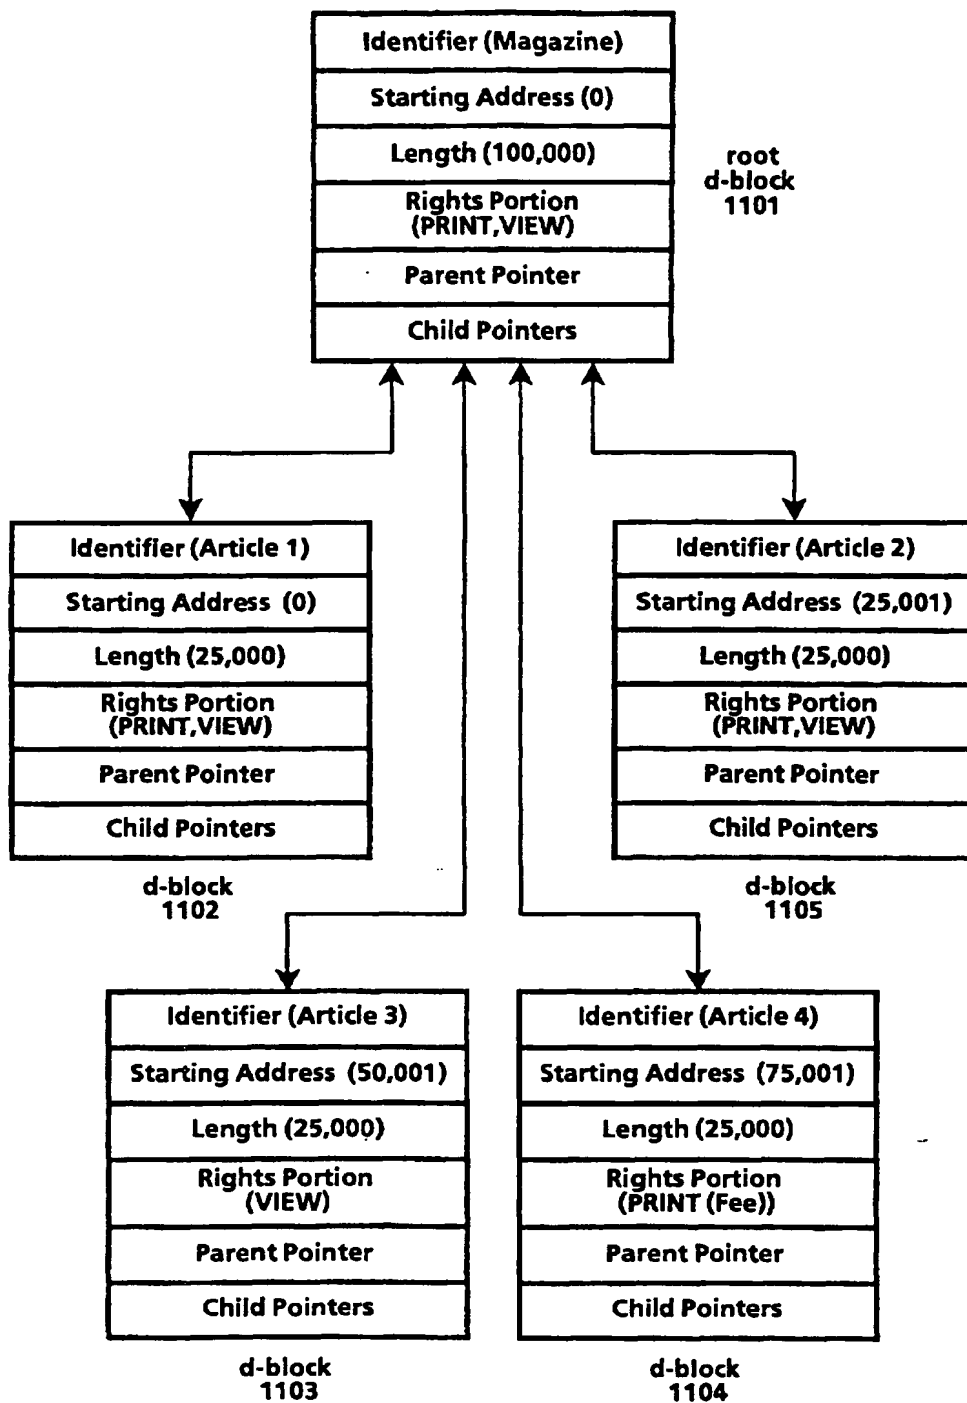 Identifier (Magazine)
Starting Address (0)
Length (100,000)
Rights Portion
(PRINT,VIEW)
Parent Pointer
Child Pointers
root
d-block
1101
Identifier (Article 1)
Starting Address (0)
Length (25,000)
Rights Portion
(PRINT,VIEW)
Parent Pointer
Child Pointers
d-block
1102
Identifier (Article 2)
Starting Address (25,001)
Length (25,000)
Rights Portion
(PRINT,VIEW)
Parent Pointer
Child Pointers
d-block
1105
Identifier (Article 3)
Starting Address (50,001)
Length (25,000)
Rights Portion
(VIEW)
Parent Pointer
Child Pointers
d-block
1103
Identifier (Article 4)
Starting Address (75,001)
Length (25,000)
Rights Portion
(PRINT (Fee))
Parent Pointer
Child Pointers
d-block
1104